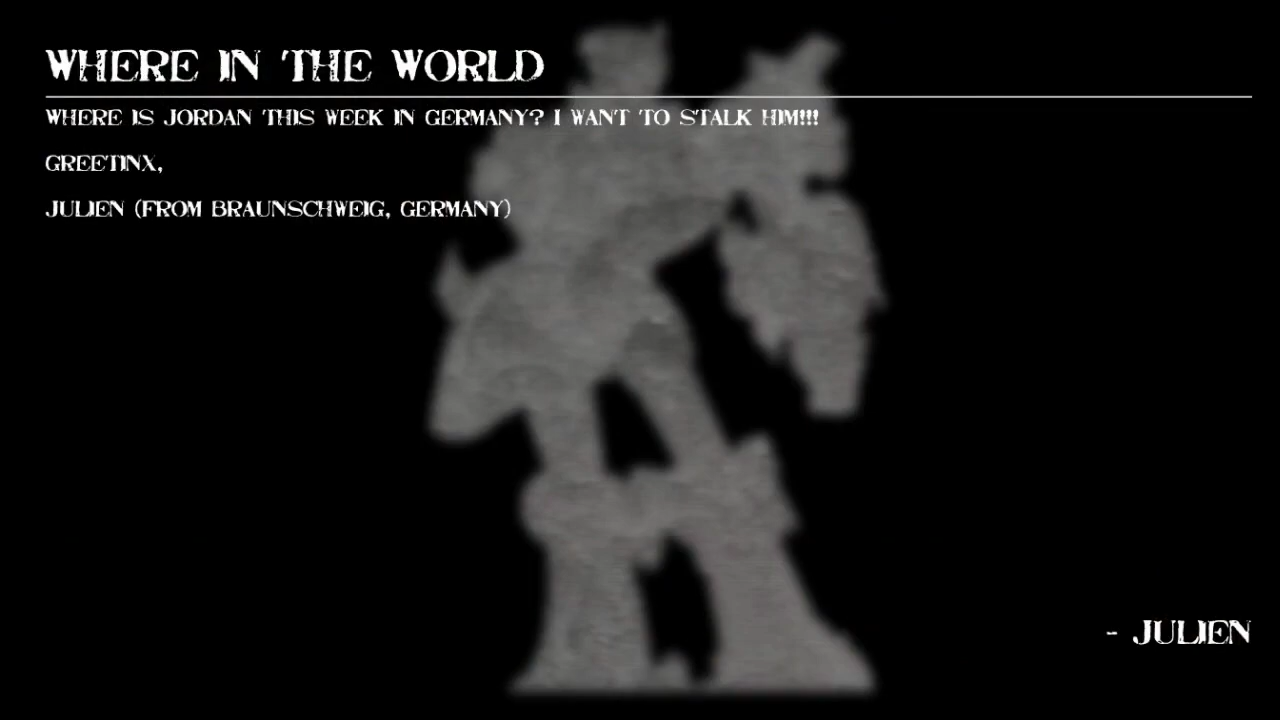 WHERE IN THE WORLD
WHERE IS JORDAN THIS WEEK IN GERMANY? I WANT TO STALK HIM!!!
GREETINX,
JULIEN (FROM BRAUNSCHWEIG, GERMANY)
- JULIEN